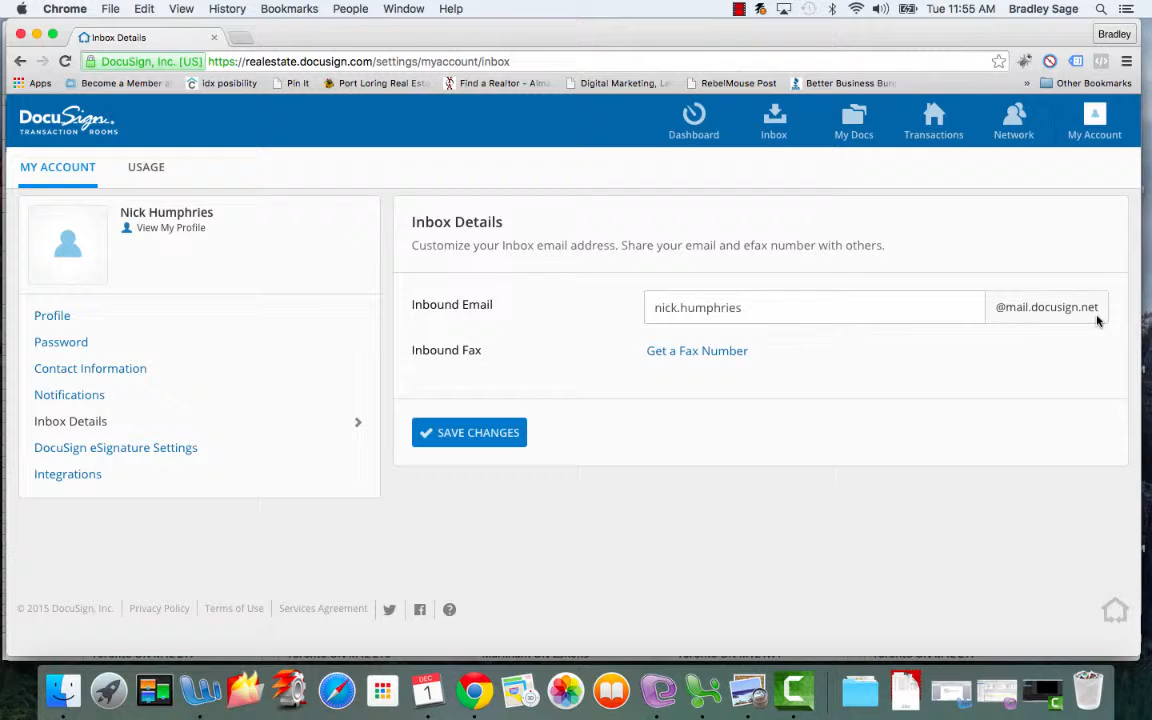 Chrome File Edit View History Bookmarks People Window Help Tue 11:55 AM Bradley Sage
Inbox Details Bradley
DocuSign, Inc. [US] https://realestate.docusign.com/settings/myaccount/inbox
Apps Become a Member idx posibility Pin It Port Loring Real Est Find a Realtor - Alma Digital Marketing, Le RebelMouse Post Better Business Bur » Other Bookmarks
DocuSign.
TRANSACTION ROOMS
Dashboard Inbox My Docs Transactions Network My Account
MY ACCOUNT USAGE
Nick Humphries
View My Profile
Profile
Password
Contact Information
Notifications
Inbox Details
DocuSign eSignature Settings
Integrations
Inbox Details
Customize your Inbox email address. Share your email and efax number with others.
Inbound Email nick.humphries @mail.docusign.net
Inbound Fax Get a Fax Number
SAVE CHANGES
© 2015 DocuSign, Inc. Privacy Policy Terms of Use Services Agreement
DEC
1